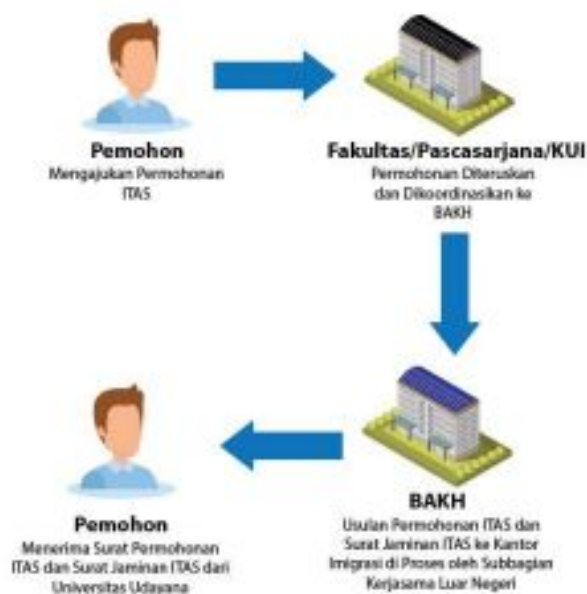 Pemohon
Mengajukan Permohonan
ITAS
Fakultas/Pascasarjana/KUI
Permohonan Diteruskan
dan Dikoordinasikan ke
BAKH
BAKH
Usulan Permohonan ITAS dan
Surat Jaminan ITAS ke Kantor
Imigrasi di Proses oleh Subbagian
Kerjasama Luar Negeri
Pemohon
Menerima Surat Permohonan
ITAS dan Surat Jaminan ITAS dari
Universitas Udayana